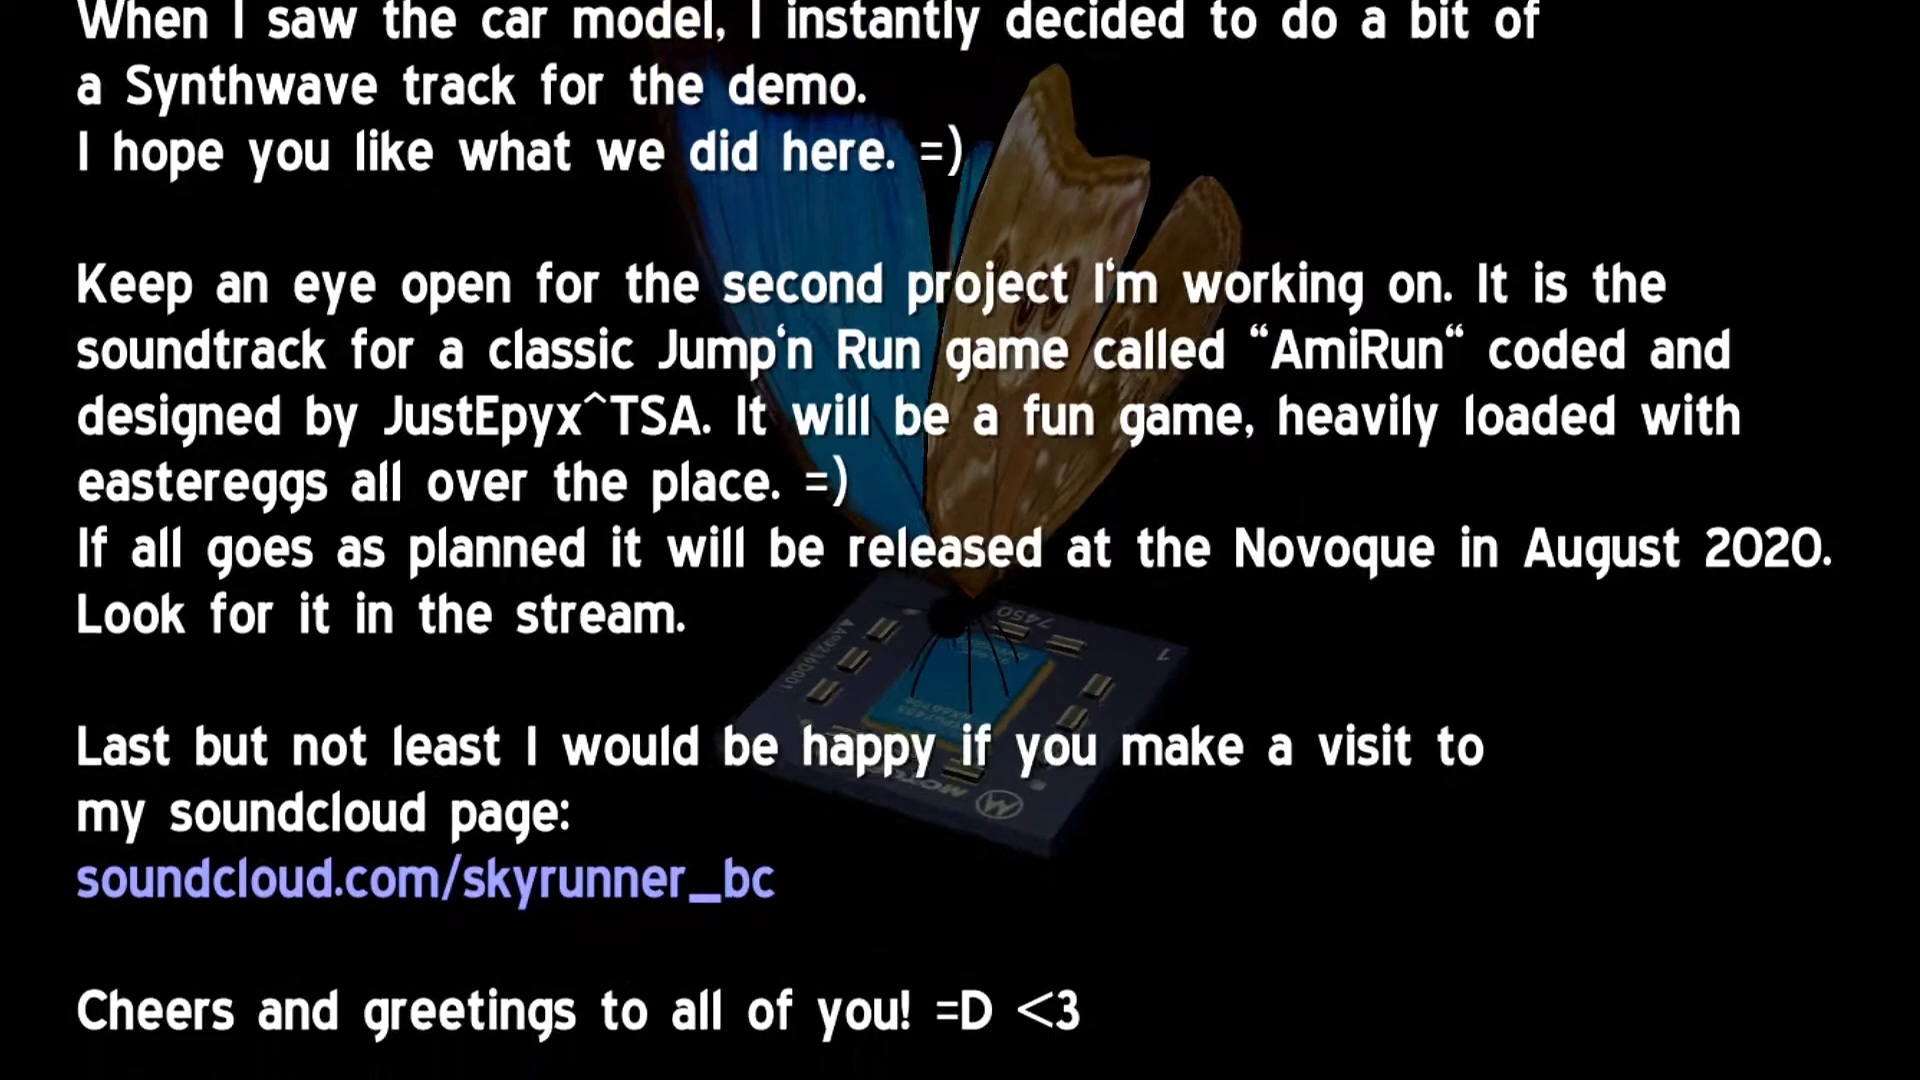 When I saw the car model, I instantly decided to do a bit of
a Synthwave track for the demo.
I hope you like what we did here. =)
Keep an eye open for the second project I‘m working on. It is the
soundtrack for a classic Jump‘n Run game called “AmiRun“ coded and
designed by JustEpyx^TSA. It will be a fun game, heavily loaded with
eastereggs all over the place. =)
If all goes as planned it will be released at the Novoque in August 2020.
Look for it in the stream.
7450
1
Last but not least I would be happy if you make a visit to
my soundcloud page:
soundcloud.com/skyrunner_bc
Cheers and greetings to all of you! =D <3